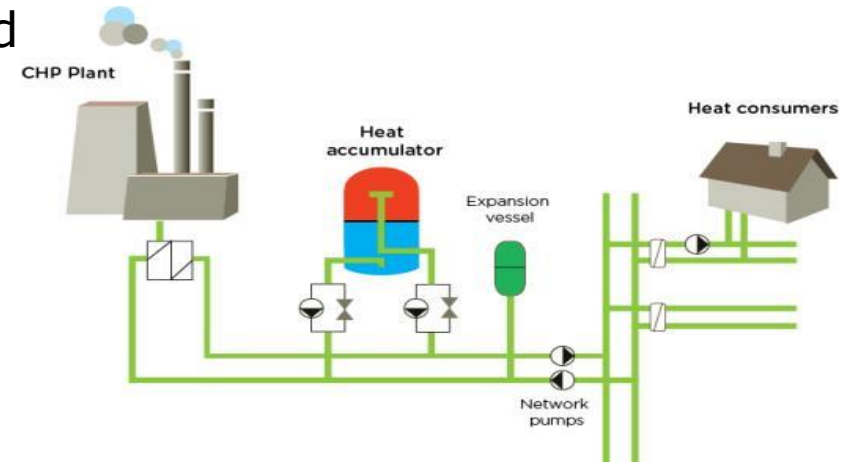 d
CHP Plant
Heat consumers
Heat
accumulator
Expansion
vessel
Network
pumps